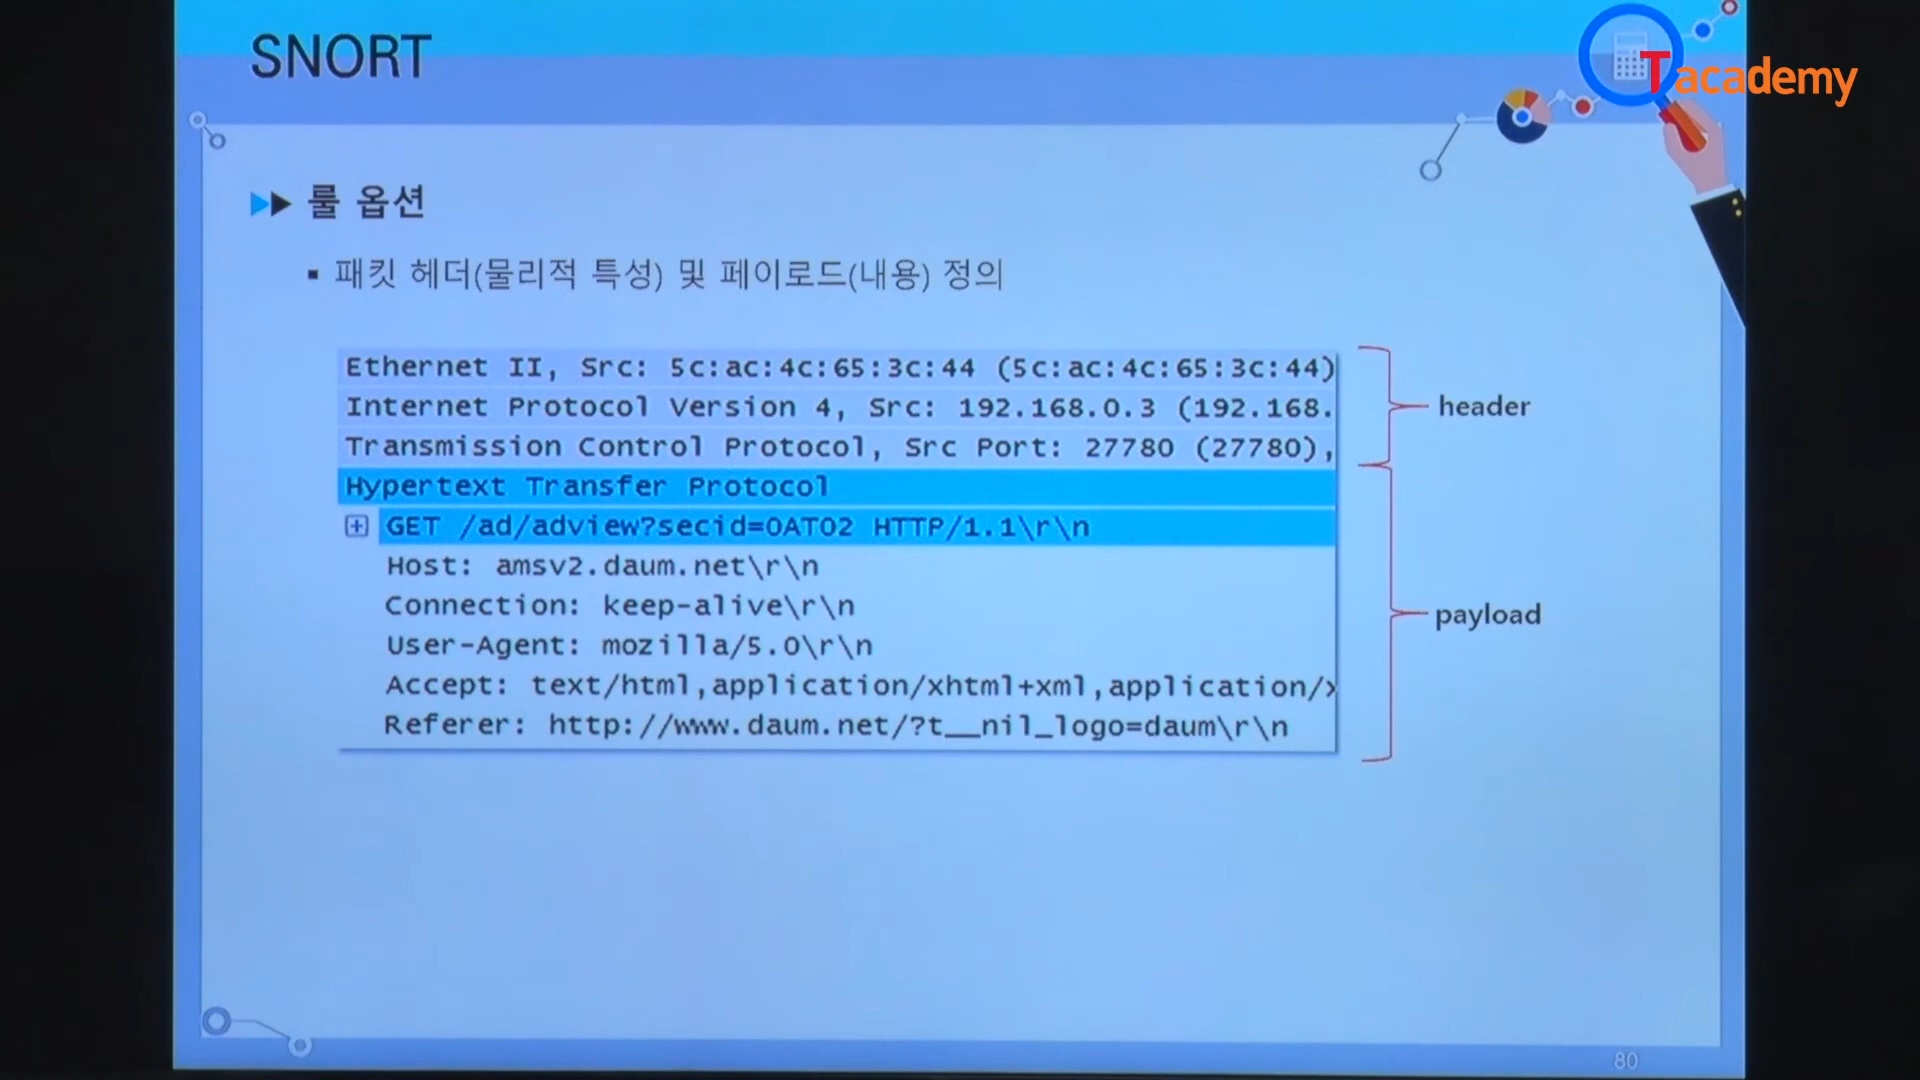 SNORT
Tacademy
룰 옵션
▪ 패킷 헤더(물리적 특성) 및 페이로드(내용) 정의
Ethernet II, Src: 5c:ac:4c:65:3c:44 (5c:ac:4c:65:3c:44)
Internet Protocol Version 4, Src: 192.168.0.3 (192.168.
Transmission Control Protocol, Src Port: 27780 (27780),
header
Hypertext Transfer Protocol
GET /ad/adview?secid=OATO2 HTTP/1.1\r\n
Host: amsv2.daum.net\r\n
Connection: keep-alive\r\n
User-Agent: mozilla/5.0\r\n
Accept: text/html,application/xhtml+xml,application/x
Referer: http://www.daum.net/?t__nil_logo=daum\r\n
payload
80